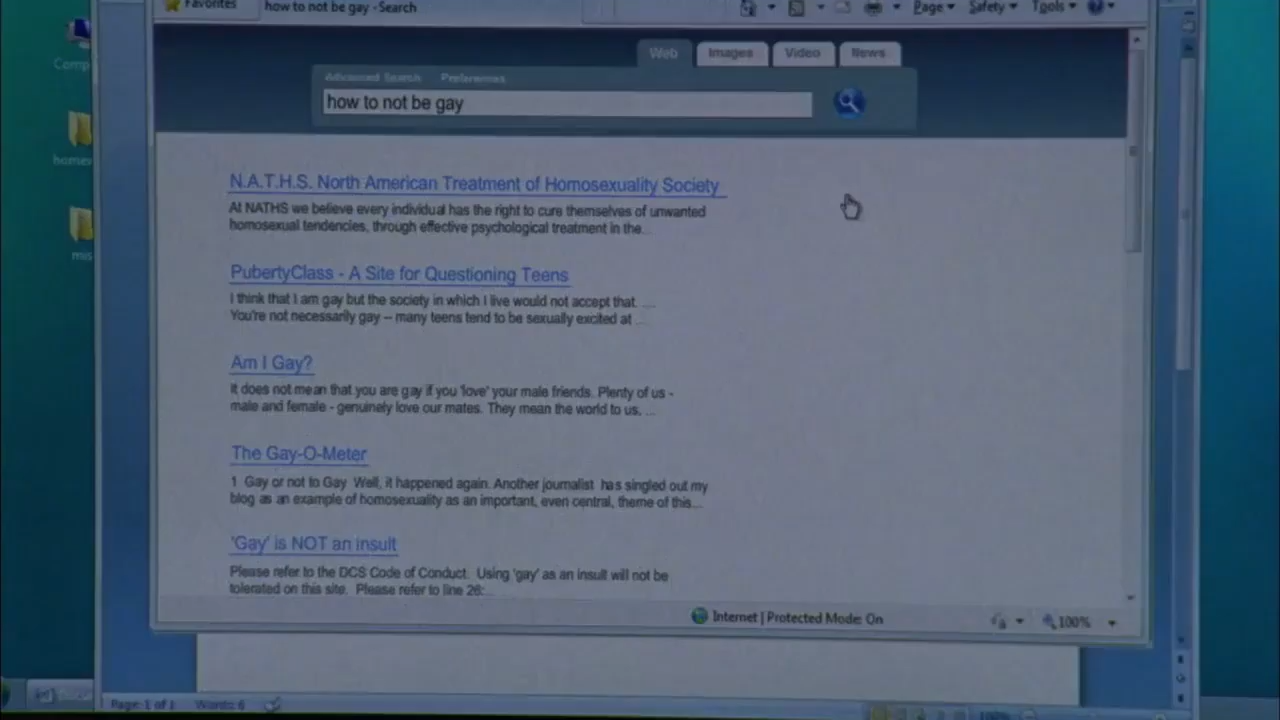 Favorites
how to not be gay - Search
Page
Safety
Tools
Web
Images
Video
News
Advanced Search
Preferences
how to not be gay
N.A.T.H.S. North American Treatment of Homosexuality Society
At NATHS we believe every individual has the right to cure themselves of unwanted
homosexual tendencies, through effective psychological treatment in the...
PubertyClass - A Site for Questioning Teens
I think that I am gay but the society in which I live would not accept that. ...
You're not necessarily gay – many teens tend to be sexually excited at ...
Am I Gay?
It does not mean that you are gay if you 'love' your male friends. Plenty of us -
male and female - genuinely love our mates. They mean the world to us, ...
The Gay-O-Meter
1 Gay or not to Gay Well, it happened again. Another journalist has singled out my
blog as an example of homosexuality as an important, even central, theme of this...
'Gay' is NOT an insult
Please refer to the DCS Code of Conduct. Using 'gay' as an insult will not be
tolerated on this site. Please refer to line 26:...
Internet | Protected Mode: On
100%
Page: 1 of 1
Words: 6